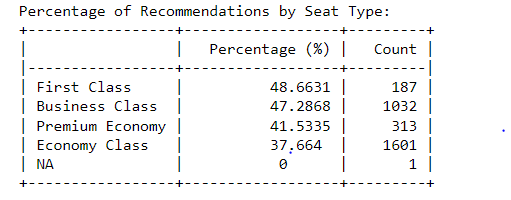 Percentage of Recommendations by Seat Type:
Percentage (%) | Count
First Class | 48.6631 | 187
Business Class | 47.2868 | 1032
Premium Economy | 41.5335 | 313
Economy Class | 37.664 | 1601
NA | 0 | 1